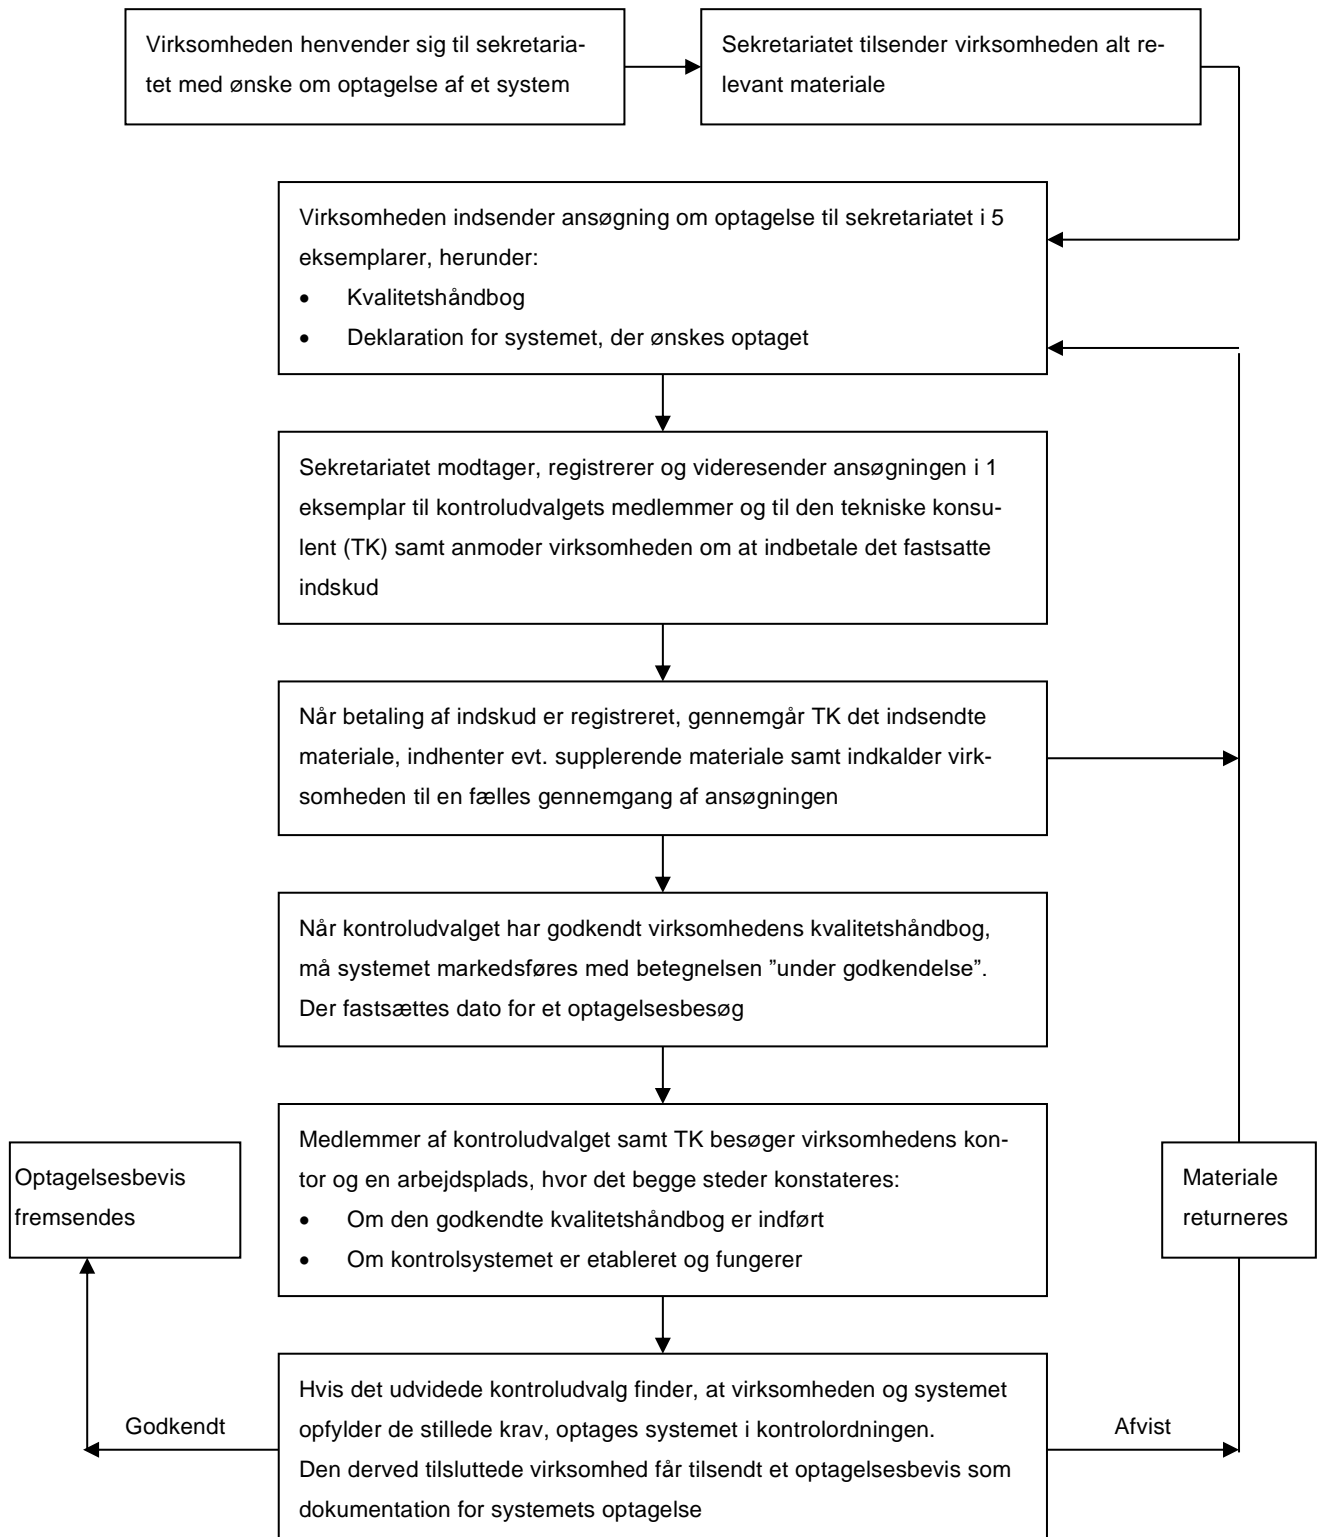 Virksomheden henvender sig til sekretaria-
tet med ønske om optagelse af et system
Sekretariatet tilsender virksomheden alt re-
levant materiale
Virksomheden indsender ansøgning om optagelse til sekretariatet i 5
eksemplarer, herunder:
• Kvalitetshåndbog
• Deklaration for systemet, der ønskes optaget
Sekretariatet modtager, registrerer og videresender ansøgningen i 1
eksemplar til kontroludvalgets medlemmer og til den tekniske konsu-
lent (TK) samt anmoder virksomheden om at indbetale det fastsatte
indskud
Når betaling af indskud er registreret, gennemgår TK det indsendte
materiale, indhenter evt. supplerende materiale samt indkalder virk-
somheden til en fælles gennemgang af ansøgningen
Når kontroludvalget har godkendt virksomhedens kvalitetshåndbog,
må systemet markedsføres med betegnelsen ”under godkendelse”.
Der fastsættes dato for et optagelsesbesøg
Medlemmer af kontroludvalget samt TK besøger virksomhedens kon-
tor og en arbejdsplads, hvor det begge steder konstateres:
• Om den godkendte kvalitetshåndbog er indført
• Om kontrolsystemet er etableret og fungerer
Optagelsesbevis
fremsendes
Materiale
returneres
Hvis det udvidede kontroludvalg finder, at virksomheden og systemet
opfylder de stillede krav, optages systemet i kontrolordningen.
Den derved tilsluttede virksomhed får tilsendt et optagelsesbevis som
dokumentation for systemets optagelse
Godkendt
Afvist